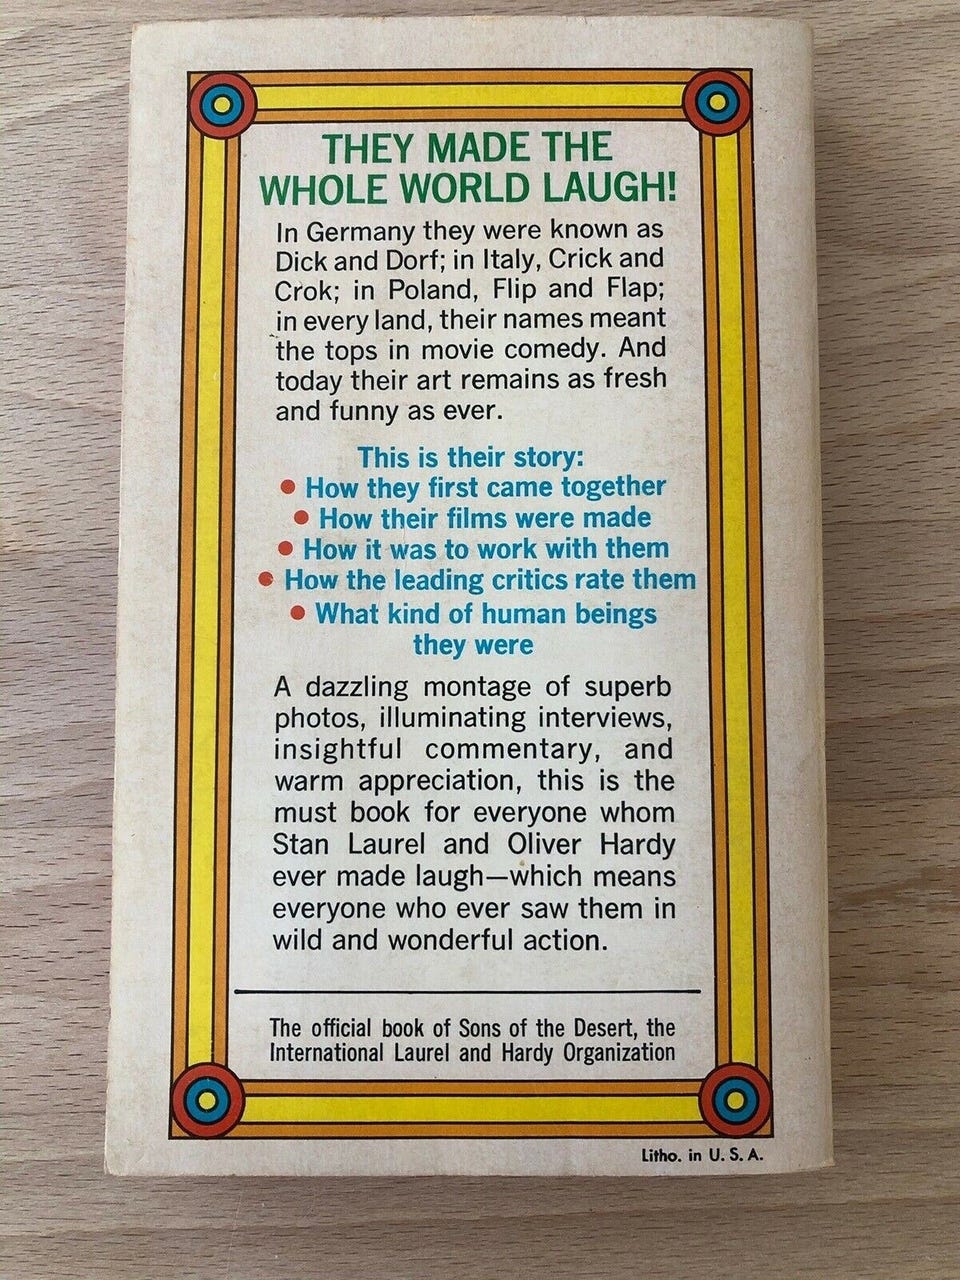 THEY MADE THE
WHOLE WORLD LAUGH!
In Germany they were known as
Dick and Dorf; in Italy, Crick and
Crok; in Poland, Flip and Flap;
in every land, their names meant
the tops in movie comedy. And
today their art remains as fresh
and funny as ever.
This is their story:
• How they first came together
• How their films were made
• How it was to work with them
• How the leading critics rate them
• What kind of human beings
they were
A dazzling montage of superb
photos, illuminating interviews,
insightful commentary, and
warm appreciation, this is the
must book for everyone whom
Stan Laurel and Oliver Hardy
ever made laugh—which means
everyone who ever saw them in
wild and wonderful action.
The official book of Sons of the Desert, the
International Laurel and Hardy Organization
Litho. in U. S. A.